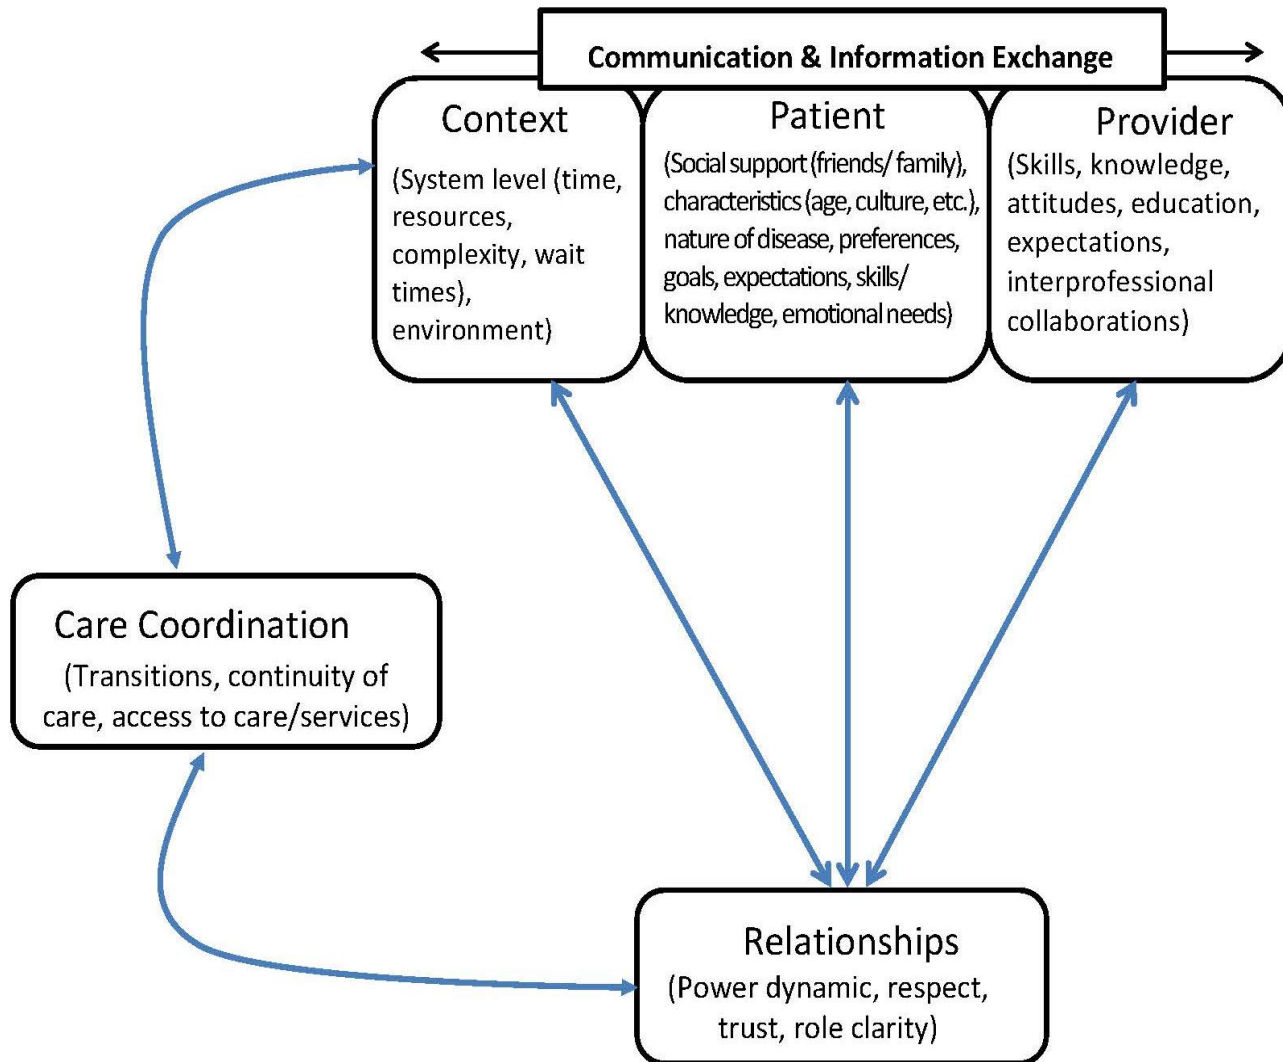 Communication & Information Exchange
Context
(System level (time,
resources,
complexity, wait
times),
environment)
Patient
(Social support (friends/ family),
characteristics (age, culture, etc.),
nature of disease, preferences,
goals, expectations, skills/
knowledge, emotional needs)
Provider
(Skills, knowledge,
attitudes, education,
expectations,
interprofessional
collaborations)
Care Coordination
(Transitions, continuity of
care, access to care/services)
Relationships
(Power dynamic, respect,
trust, role clarity)